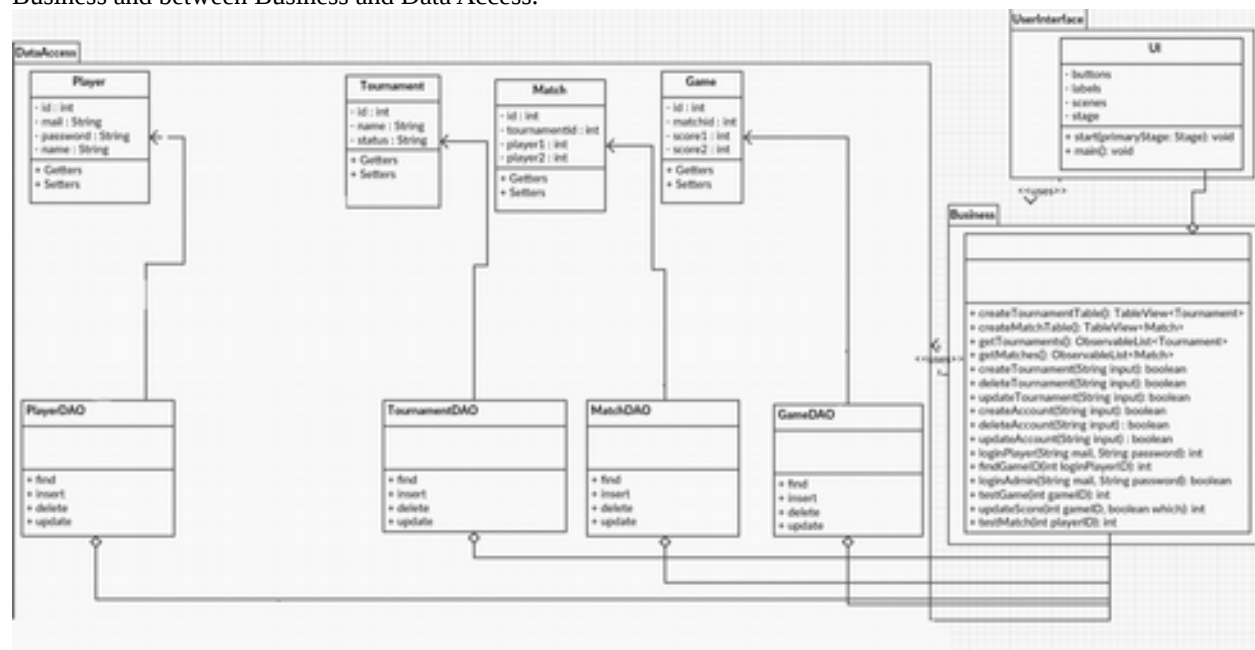 Business and between Business and Data Access.
UserInterface
UI
- buttons
- labels
- scenes
- stage
+ start(primaryStage: Stage): void
+ main(): void
<<uses>>
DataAccess
Player
- id : int
- mail : String
- password : String
- name : String
+ Getters
+ Setters
Tournament
- id : int
- name : String
- status : String
+ Getters
+ Setters
Match
- id : int
- tournamentid : int
- player1 : int
- player2 : int
+ Getters
+ Setters
Game
- id : int
- matchid : int
- score1 : int
- score2 : int
+ Getters
+ Setters
Business
+ createTournamentTable(): TableView<Tournament>
+ createMatchTable(): TableView<Match>
+ getTournaments(): ObservableList<Tournament>
+ getMatches(): ObservableList<Match>
+ createTournament(String input): boolean
+ deleteTournament(String input): boolean
+ updateTournament(String input): boolean
+ createAccount(String input): boolean
+ deleteAccount(String input) : boolean
+ updateAccount(String input) : boolean
+ loginPlayer(String mail, String password): int
+ findGameID(int loginPlayerID): int
+ loginAdmin(String mail, String password): boolean
+ testGame(int gameID): int
+ updateScore(int gameID, boolean which): int
+ testMatch(int playerID): int
<<uses>>
PlayerDAO
+ find
+ insert
+ delete
+ update
TournamentDAO
+ find
+ insert
+ delete
+ update
MatchDAO
+ find
+ insert
+ delete
+ update
GameDAO
+ find
+ insert
+ delete
+ update